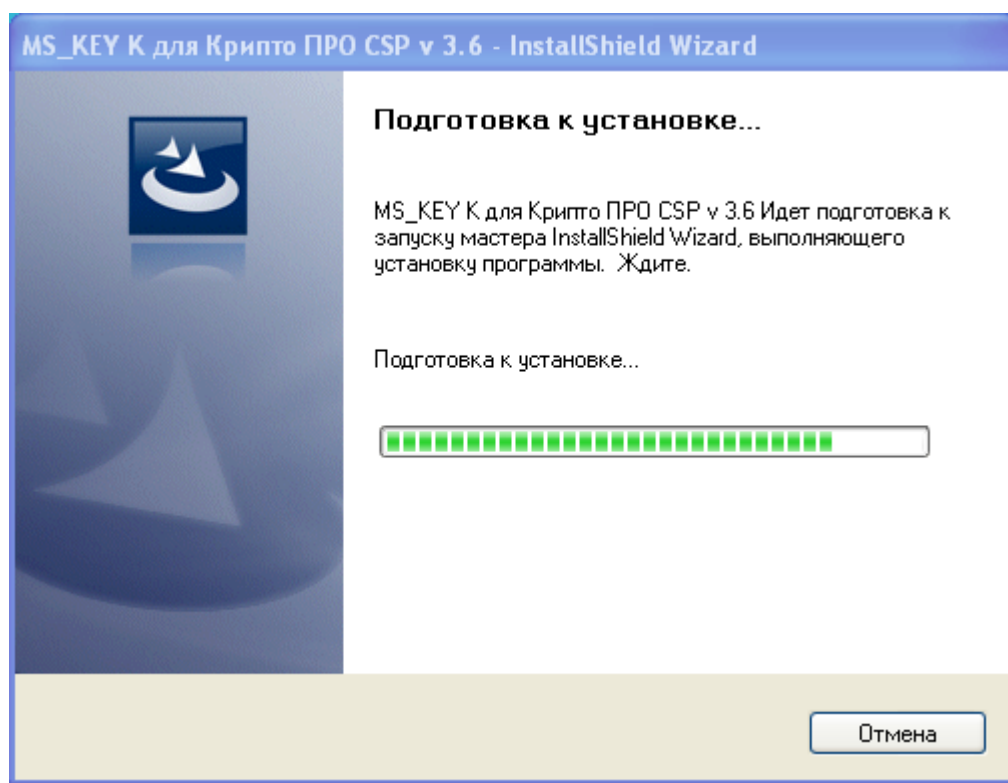 MS_KEY К для Крипто ПРО CSP v 3.6 - InstallShield Wizard
Подготовка к установке...
MS_KEY К для Крипто ПРО CSP v 3.6 Идет подготовка к
запуску мастера InstallShield Wizard, выполняющего
установку программы. Ждите.
Подготовка к установке...
Отмена